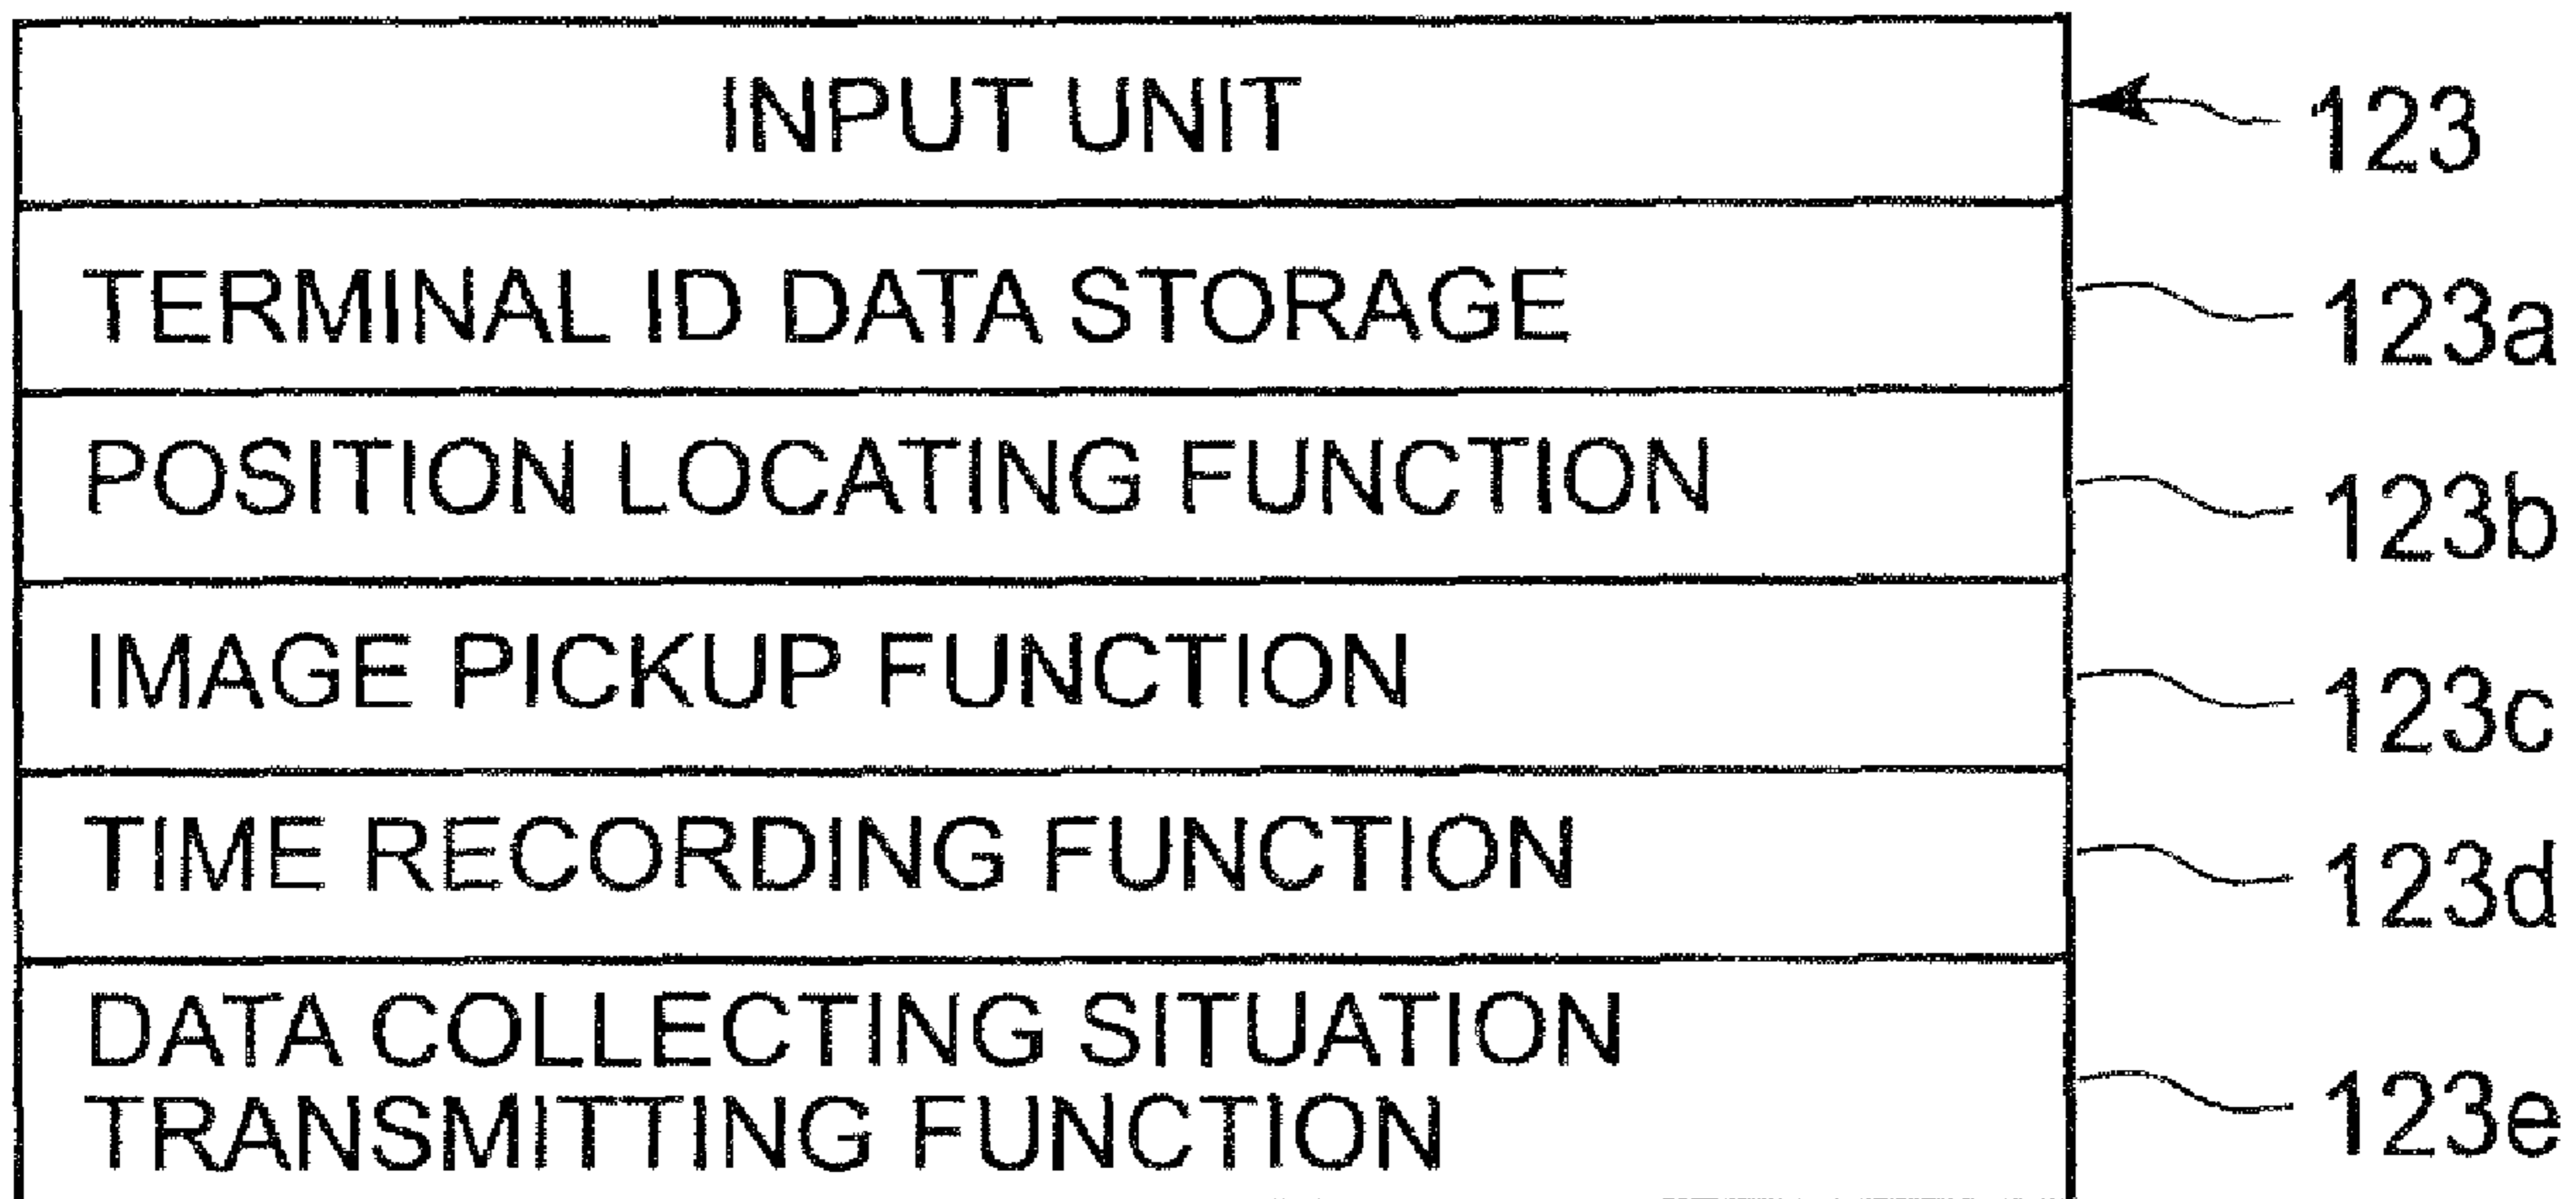 INPUT UNIT 123
TERMINAL ID DATA STORAGE 123a
POSITION LOCATING FUNCTION 123b
IMAGE PICKUP FUNCTION 123c
TIME RECORDING FUNCTION 123d
DATA COLLECTING SITUATION
TRANSMITTING FUNCTION 123e